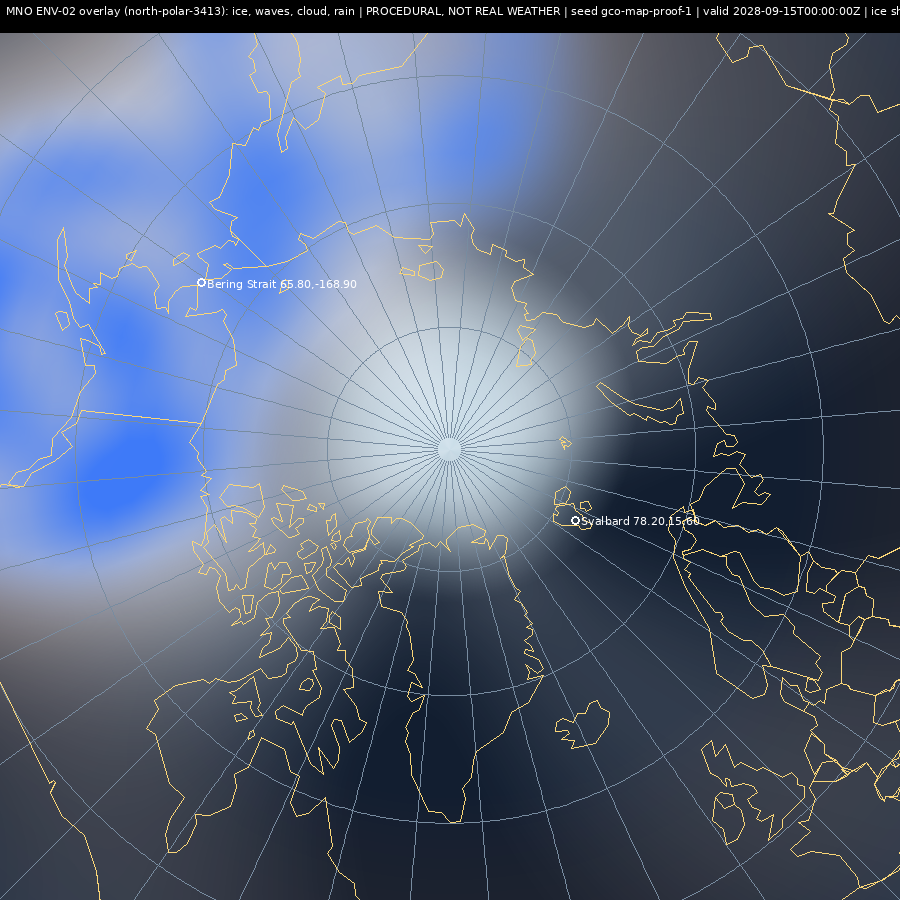 MNO ENV-02 overlay (north-polar-3413): ice, waves, cloud, rain | PROCEDURAL, NOT REAL WEATHER | seed gco-map-proof-1 | valid 2028-09-15T00:00:00Z | ice sh
Bering Strait 65.80,-168.90
Svalbard 78.20,15.60